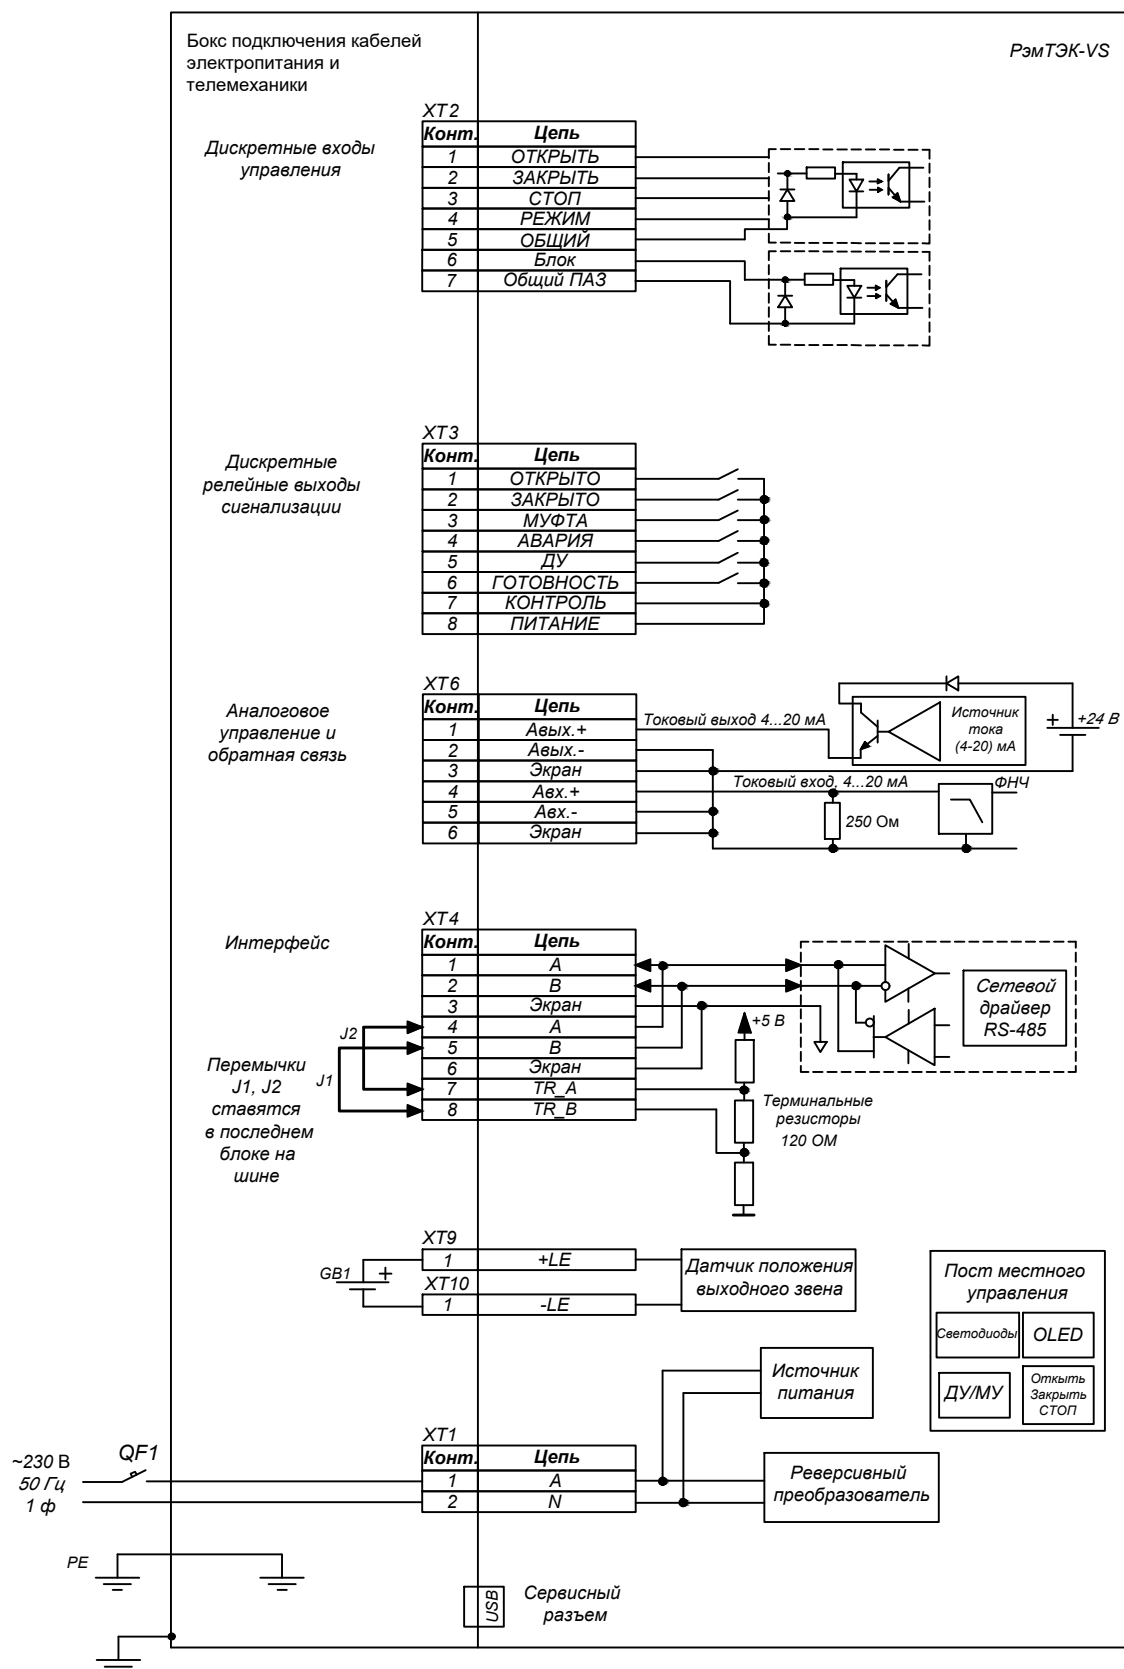 Бокс подключения кабелей
электропитания и
телемеханики
РэмТЭК-VS
Дискретные входы
управления
XT2
Конт. Цепь
1 ОТКРЫТЬ
2 ЗАКРЫТЬ
3 СТОП
4 РЕЖИМ
5 ОБЩИЙ
6 Блок
7 Общий ПАЗ
Дискретные
релейные выходы
сигнализации
XT3
Конт. Цепь
1 ОТКРЫТО
2 ЗАКРЫТО
3 МУФТА
4 АВАРИЯ
5 ДУ
6 ГОТОВНОСТЬ
7 КОНТРОЛЬ
8 ПИТАНИЕ
Аналоговое
управление и
обратная связь
XT6
Конт. Цепь
1 Авых.+
2 Авых.-
3 Экран
4 Авх.+
5 Авх.-
6 Экран
Токовый выход 4...20 мА
Источник
тока
(4-20) мА
+
+24 В
Токовый вход, 4...20 мА
ФНЧ
250 Ом
Интерфейс
XT4
Конт. Цепь
1 A
2 B
3 Экран
4 A
5 B
6 Экран
7 TR_A
8 TR_B
J2
J1
Перемычки
J1, J2
ставятся
в последнем
блоке на
шине
+5 В
Терминальные
резисторы
120 ОМ
Сетевой
драйвер
RS-485
GB1
+
XT9
1 +LE
XT10
1 -LE
Датчик положения
выходного звена
Пост местного
управления
Светодиоды
OLED
ДУ/МУ
Откыть
Закрыть
СТОП
Источник
питания
~230 В
50 Гц
1 ф
QF1
XT1
Конт. Цепь
1 A
2 N
Реверсивный
преобразователь
PE
USB
Сервисный
разъем